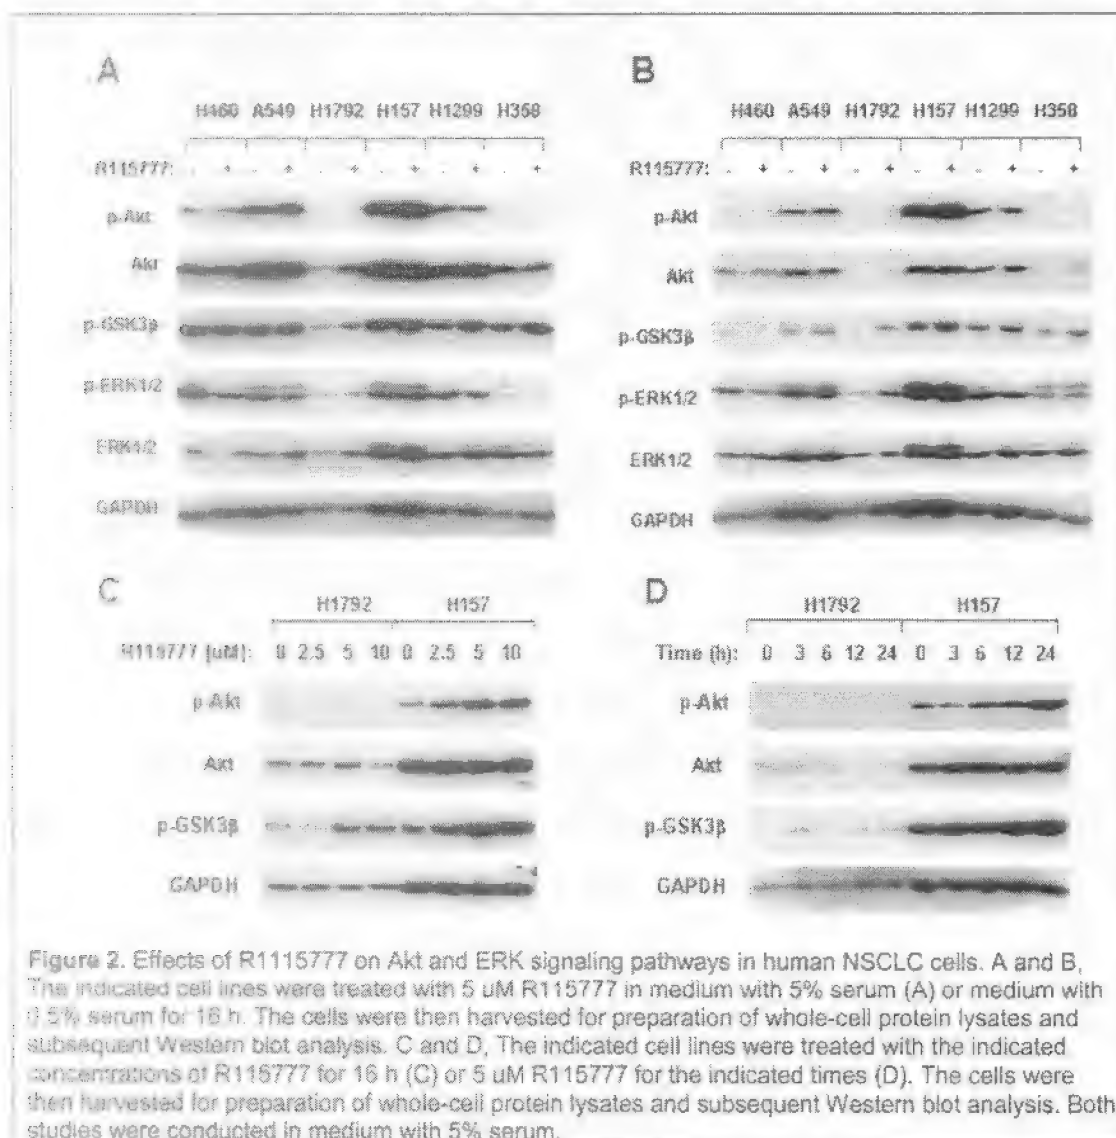 A
H460 A549 H1792 H157 H1299 H358
R115777: - + - + - + - + - + - +
p-Akt
Akt
p-GSK3β
p-ERK1/2
ERK1/2
GAPDH
B
H460 A549 H1792 H157 H1299 H358
R115777: - + - + - + - + - + - +
p-Akt
Akt
p-GSK3β
p-ERK1/2
ERK1/2
GAPDH
C
H1792 H157
R115777 [uM]: 0 2.5 5 10 0 2.5 5 10
p-Akt
Akt
p-GSK3β
GAPDH
D
H1792 H157
Time (h): 0 3 6 12 24 0 3 6 12 24
p-Akt
Akt
p-GSK3β
GAPDH
Figure 2. Effects of R1115777 on Akt and ERK signaling pathways in human NSCLC cells. A and B,
The indicated cell lines were treated with 5 uM R115777 in medium with 5% serum (A) or medium with
0.5% serum for 16 h. The cells were then harvested for preparation of whole-cell protein lysates and
subsequent Western blot analysis. C and D, The indicated cell lines were treated with the indicated
concentrations of R115777 for 16 h (C) or 5 uM R115777 for the indicated times (D). The cells were
then harvested for preparation of whole-cell protein lysates and subsequent Western blot analysis. Both
studies were conducted in medium with 5% serum.